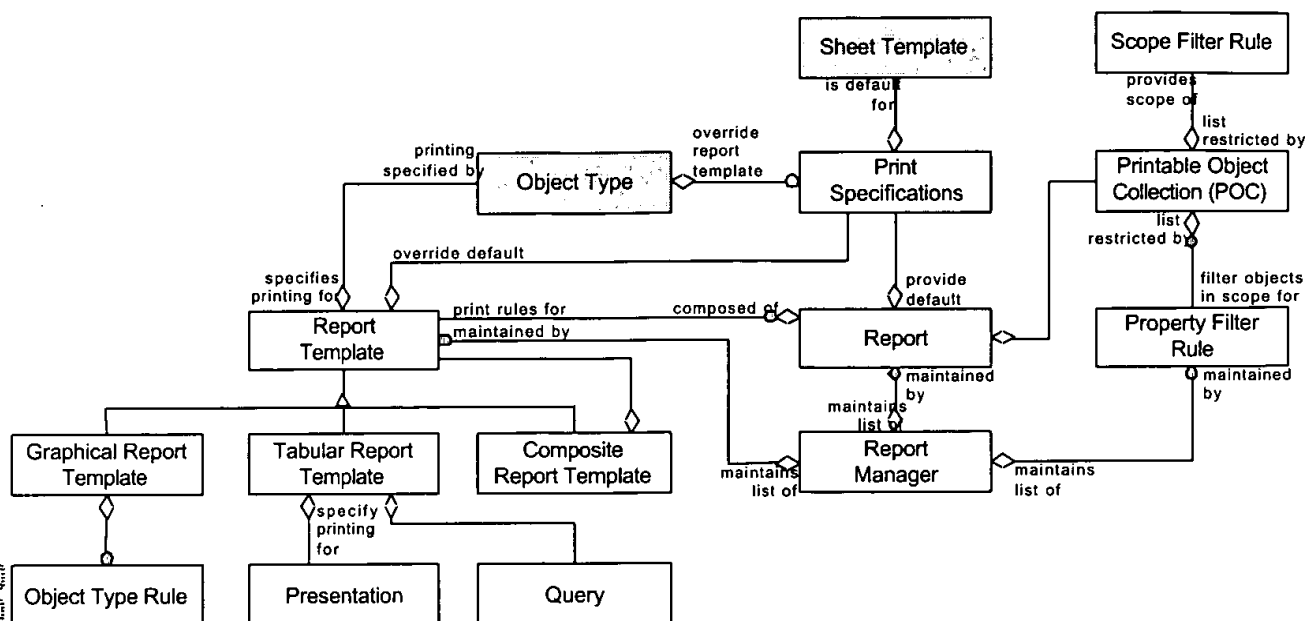 Sheet Template
Scope Filter Rule
is default
for
provides
scope of
list
restricted by
printing
specified by
override
report
template
Object Type
Print
Specifications
Printable Object
Collection (POC)
list
restricted by
override default
specifies
printing for
provide
default
filter objects
in scope for
print rules for
composed of
maintained by
Report
Template
Report
Property Filter
Rule
maintained
by
maintained
by
maintains
list of
Graphical Report
Template
Tabular Report
Template
Composite
Report Template
Report
Manager
maintains
list of
maintains
list of
specify
printing
for
Object Type Rule
Presentation
Query